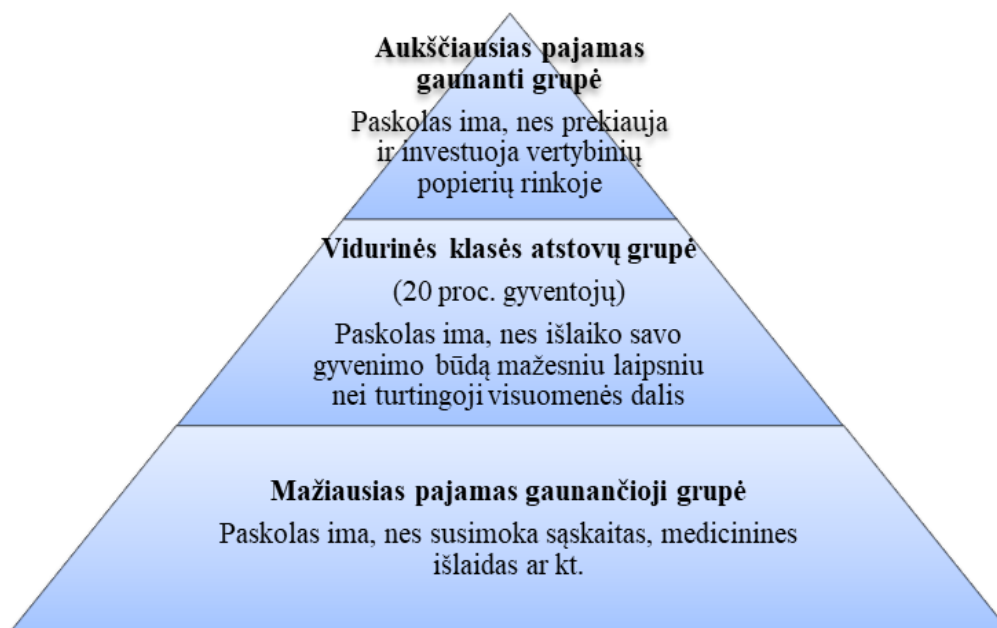 Aukščiausias pajamas
gaunanti grupė
Paskolas ima, nes prekiauja
ir investuoja vertybinių
popierių rinkoje
Vidurinės klasės atstovų grupė
(20 proc. gyventojų)
Paskolas ima, nes išlaiko savo
gyvenimo būdą mažesniu laipsniu
nei turtingoji visuomenės dalis
Mažiausias pajamas gaunančioji grupė
Paskolas ima, nes susimoka sąskaitas, medicinines
išlaidas ar kt.